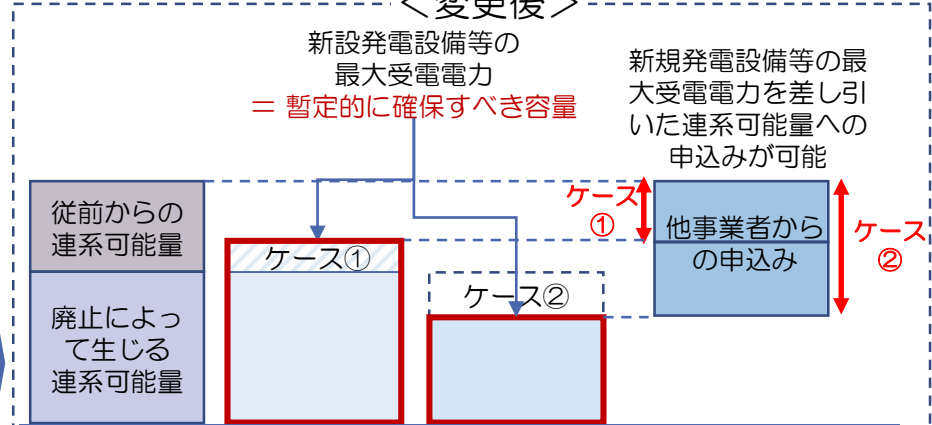 ＜変更後＞
新設発電設備等の
最大受電電力
＝ 暫定的に確保すべき容量
新規発電設備等の最
大受電電力を差し引
いた連系可能量への
申込みが可能
従前からの
連系可能量
廃止によっ
て生じる
連系可能量
ケース①
ケース②
ケース
①
他事業者から
の申込み
ケース
②